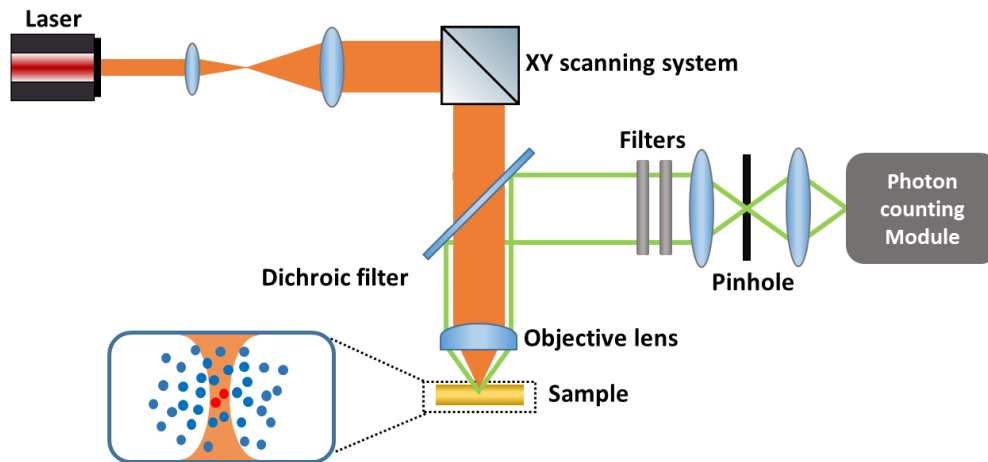 Laser
XY scanning system
Filters
Photon
counting
Module
Dichroic filter
Pinhole
Objective lens
Sample